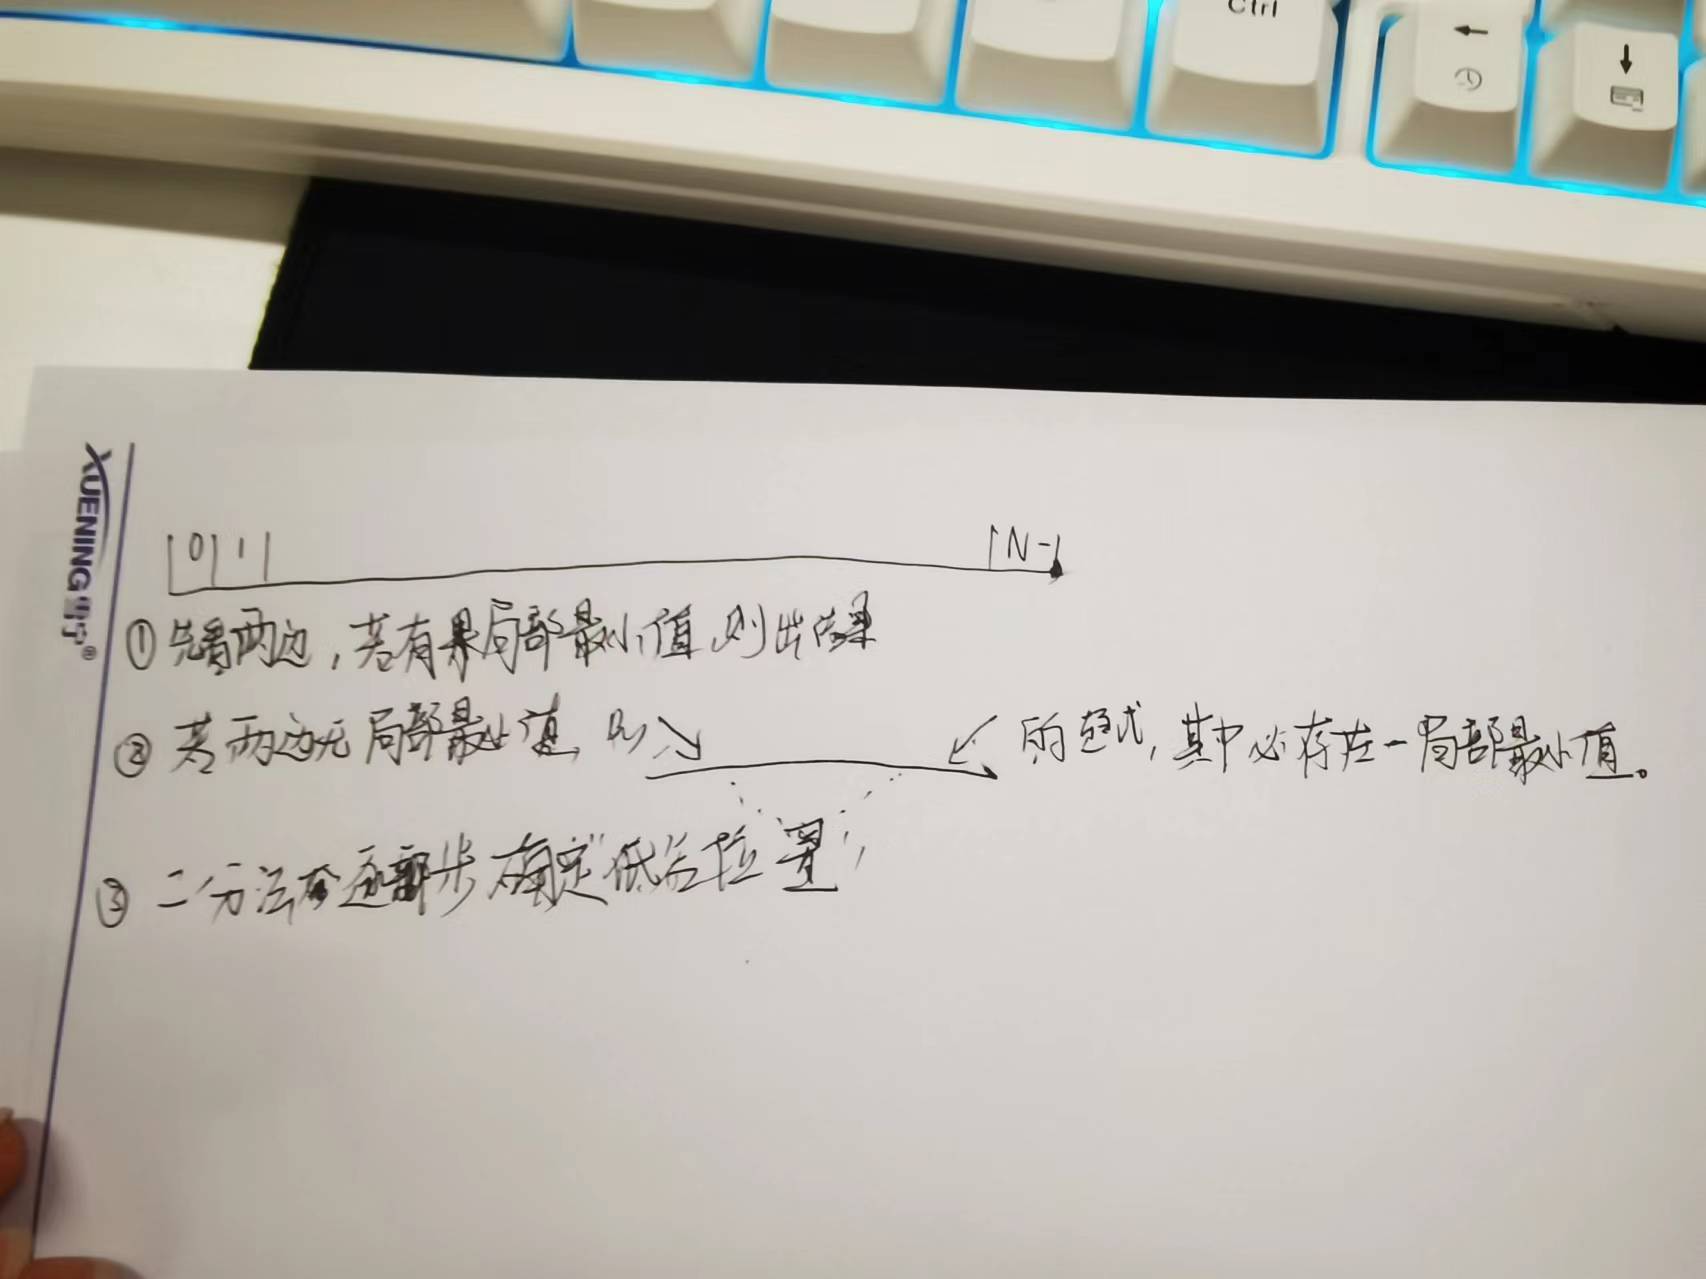 Ctrl
XUENING 学宁®
0 1 N-1
① 先看两边,若有局部最小值,则出结果
② 若两边无局部最小值,则 的趋式,其中必存在一局部最小值。
③ 二分法逐步确定低谷位置,